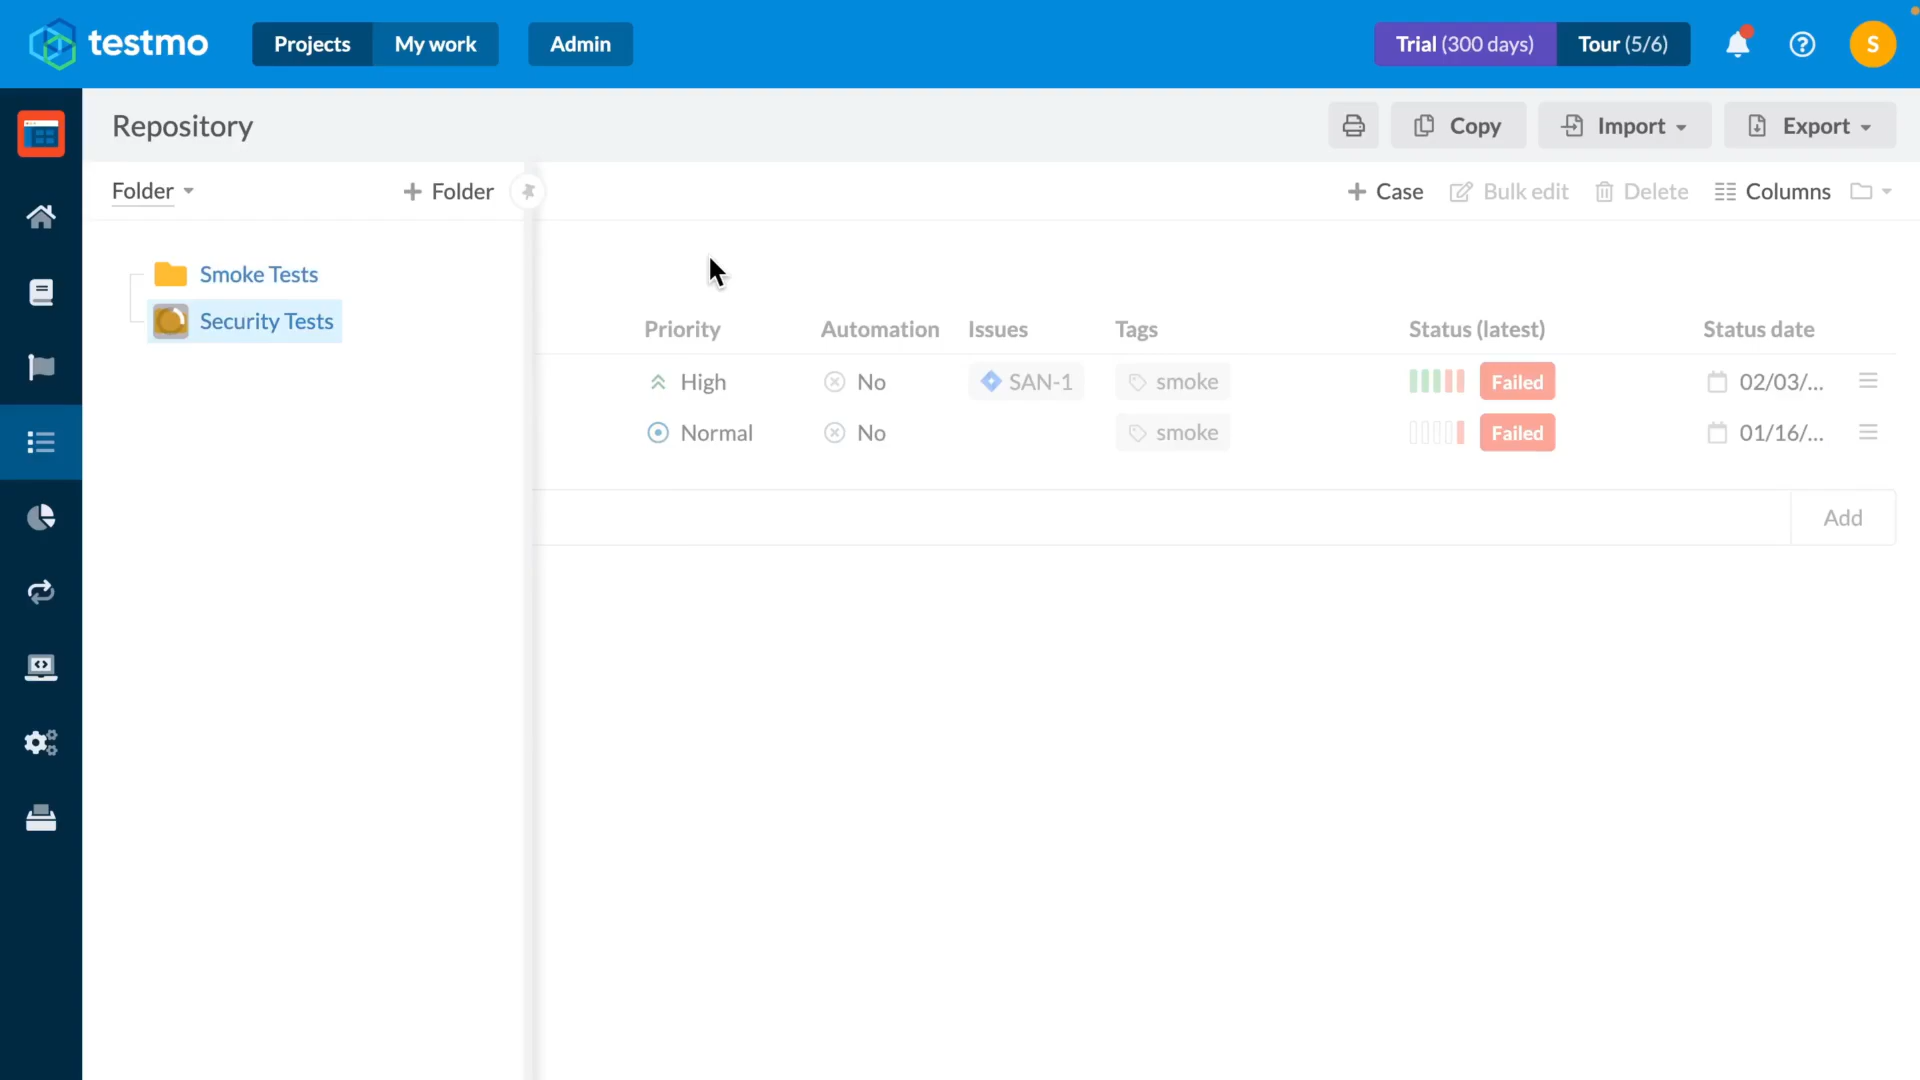 testmo
Projects
My work
Admin
Trial (300 days)
Tour (5/6)
S
Repository
Copy
Import
Export
Folder
+ Folder
+ Case
Bulk edit
Delete
Columns
Smoke Tests
Security Tests
Priority
Automation
Issues
Tags
Status (latest)
Status date
High
No
SAN-1
smoke
Failed
02/03/...
Normal
No
smoke
Failed
01/16/...
Add